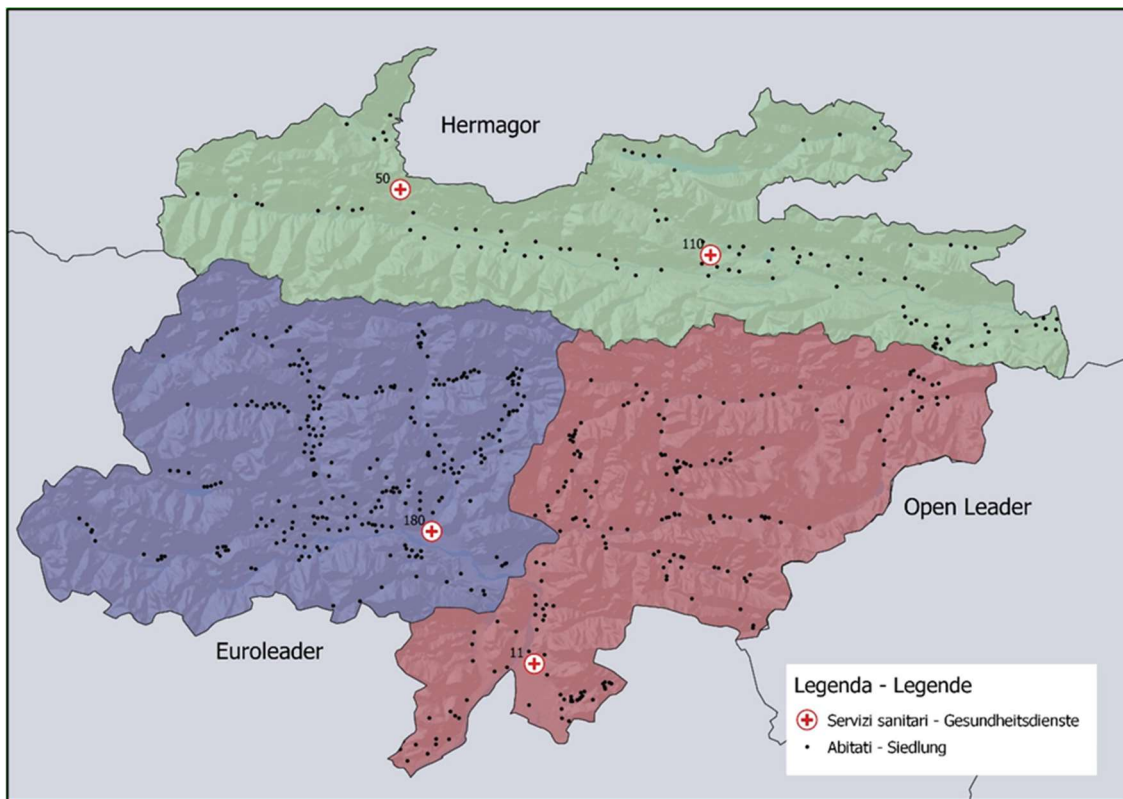 Hermagor
50
110
Open Leader
180
Euroleader
11
Legenda - Legende
Servizi sanitari - Gesundheitsdienste
Abitati - Siedlung